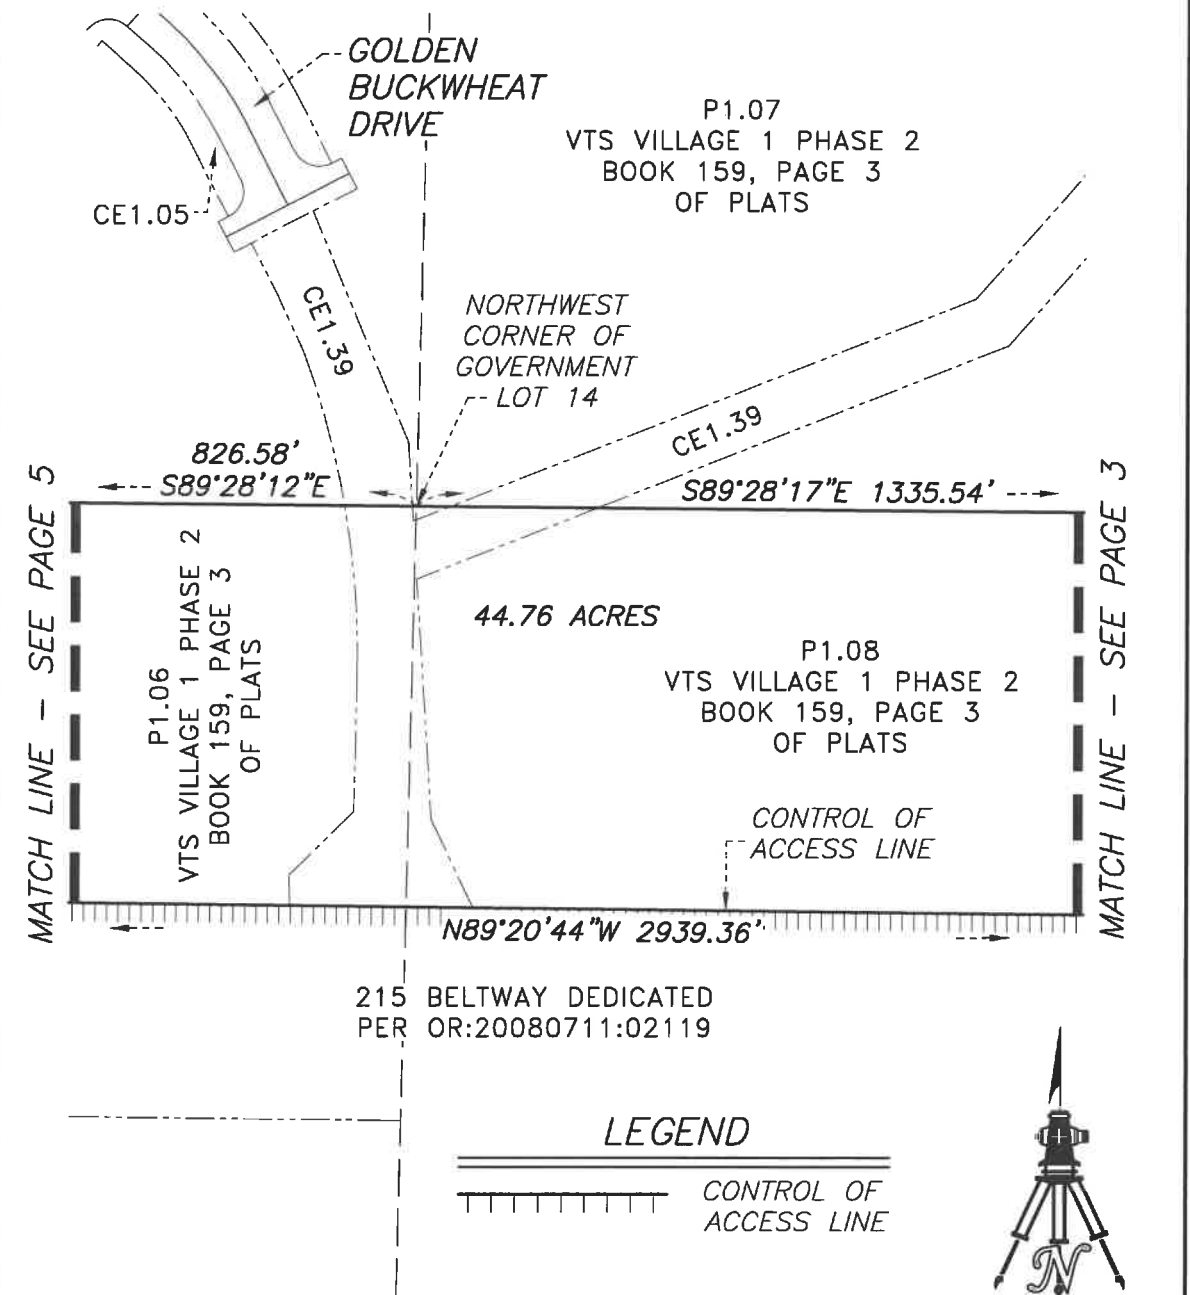 GOLDEN
BUCKWHEAT
DRIVE
P1.07
VTS VILLAGE 1 PHASE 2
BOOK 159, PAGE 3
OF PLATS
CE1.05
CE1.39
NORTHWEST
CORNER OF
GOVERNMENT
LOT 14
CE1.39
826.58'
S89°28'12"E
S89°28'17"E 1335.54'
MATCH LINE - SEE PAGE 5
MATCH LINE - SEE PAGE 3
P1.06
VTS VILLAGE 1 PHASE 2
BOOK 159, PAGE 3
OF PLATS
44.76 ACRES
P1.08
VTS VILLAGE 1 PHASE 2
BOOK 159, PAGE 3
OF PLATS
CONTROL OF
ACCESS LINE
N89°20'44"W 2939.36'
215 BELTWAY DEDICATED
PER OR:20080711:02119
LEGEND
CONTROL OF
ACCESS LINE
N